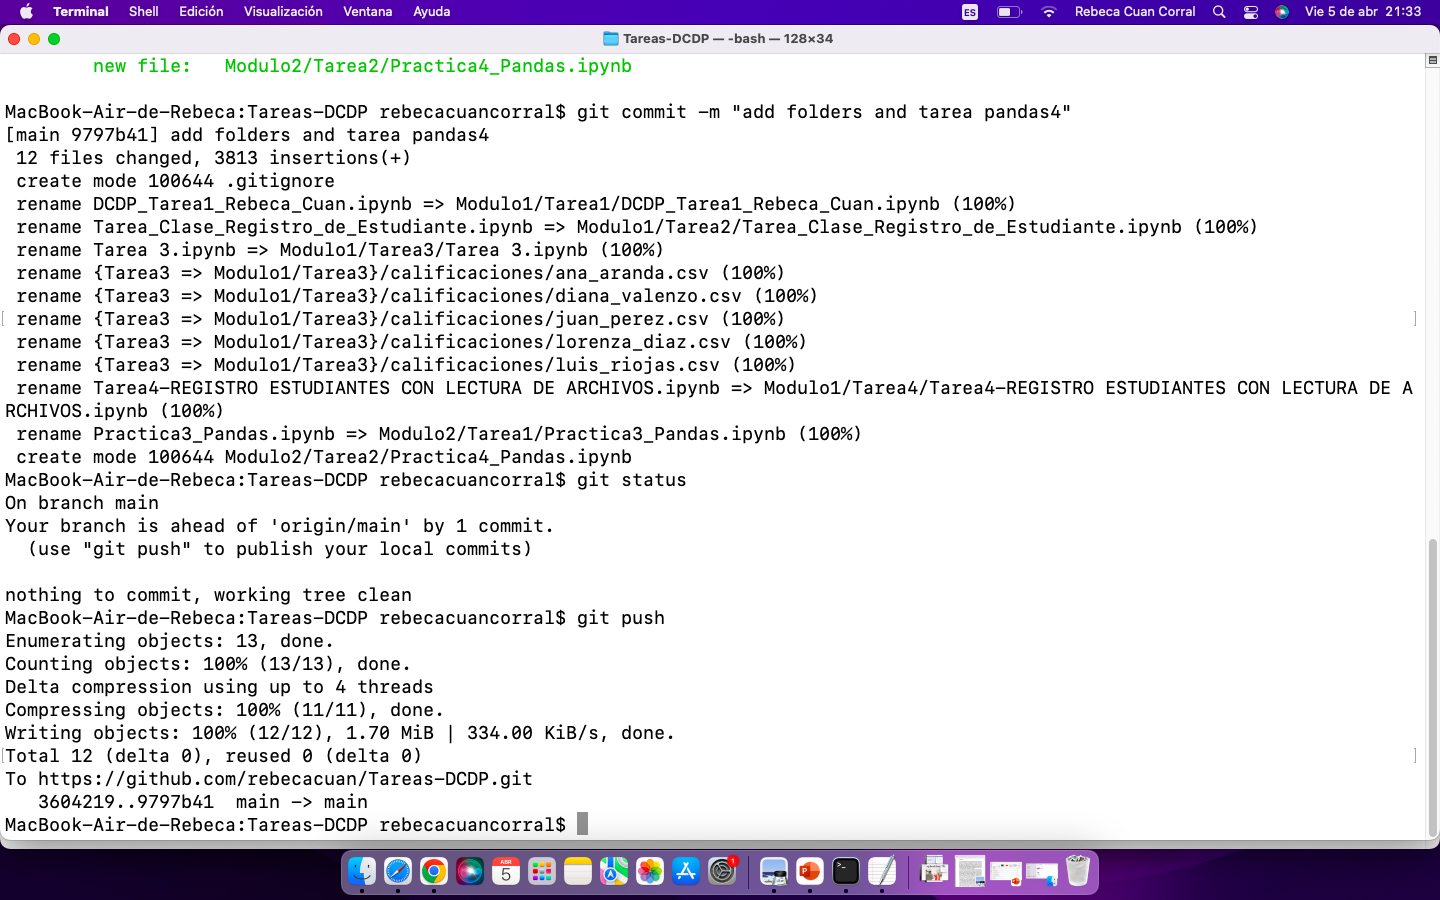 Terminal Shell Edición Visualización Ventana Ayuda ES Rebeca Cuan Corral Vie 5 de abr 21:33
Tareas-DCDP — -bash — 128×34
new file:   Modulo2/Tarea2/Practica4_Pandas.ipynb
MacBook-Air-de-Rebeca:Tareas-DCDP rebecacuancorral$ git commit -m "add folders and tarea pandas4"
[main 9797b41] add folders and tarea pandas4
 12 files changed, 3813 insertions(+)
 create mode 100644 .gitignore
 rename DCDP_Tarea1_Rebeca_Cuan.ipynb => Modulo1/Tarea1/DCDP_Tarea1_Rebeca_Cuan.ipynb (100%)
 rename Tarea_Clase_Registro_de_Estudiante.ipynb => Modulo1/Tarea2/Tarea_Clase_Registro_de_Estudiante.ipynb (100%)
 rename Tarea 3.ipynb => Modulo1/Tarea3/Tarea 3.ipynb (100%)
 rename {Tarea3 => Modulo1/Tarea3}/calificaciones/ana_aranda.csv (100%)
 rename {Tarea3 => Modulo1/Tarea3}/calificaciones/diana_valenzo.csv (100%)
[ rename {Tarea3 => Modulo1/Tarea3}/calificaciones/juan_perez.csv (100%) ]
 rename {Tarea3 => Modulo1/Tarea3}/calificaciones/lorenza_diaz.csv (100%)
 rename {Tarea3 => Modulo1/Tarea3}/calificaciones/luis_riojas.csv (100%)
 rename Tarea4-REGISTRO ESTUDIANTES CON LECTURA DE ARCHIVOS.ipynb => Modulo1/Tarea4/Tarea4-REGISTRO ESTUDIANTES CON LECTURA DE A
RCHIVOS.ipynb (100%)
 rename Practica3_Pandas.ipynb => Modulo2/Tarea1/Practica3_Pandas.ipynb (100%)
 create mode 100644 Modulo2/Tarea2/Practica4_Pandas.ipynb
MacBook-Air-de-Rebeca:Tareas-DCDP rebecacuancorral$ git status
On branch main
Your branch is ahead of 'origin/main' by 1 commit.
  (use "git push" to publish your local commits)
nothing to commit, working tree clean
MacBook-Air-de-Rebeca:Tareas-DCDP rebecacuancorral$ git push
Enumerating objects: 13, done.
Counting objects: 100% (13/13), done.
Delta compression using up to 4 threads
Compressing objects: 100% (11/11), done.
Writing objects: 100% (12/12), 1.70 MiB | 334.00 KiB/s, done.
[Total 12 (delta 0), reused 0 (delta 0) ]
To https://github.com/rebecacuan/Tareas-DCDP.git
   3604219..9797b41  main -> main
MacBook-Air-de-Rebeca:Tareas-DCDP rebecacuancorral$
ABR
5
1